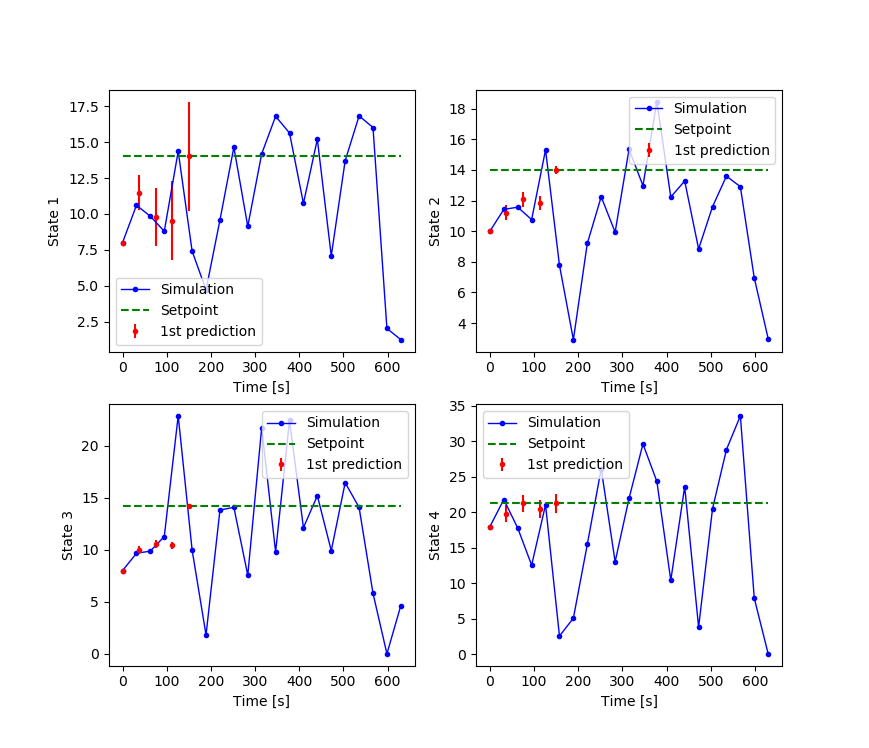 17.5
15.0
12.5
10.0
7.5
5.0
2.5
State 1
Simulation
Setpoint
1st prediction
0 100 200 300 400 500 600
Time [s]
18
16
14
12
10
8
6
4
State 2
Simulation
Setpoint
1st prediction
0 100 200 300 400 500 600
Time [s]
20
15
10
5
0
State 3
Simulation
Setpoint
1st prediction
0 100 200 300 400 500 600
Time [s]
35
30
25
20
15
10
5
0
State 4
Simulation
Setpoint
1st prediction
0 100 200 300 400 500 600
Time [s]